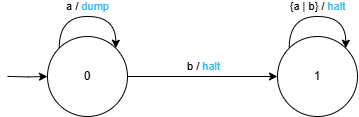 a / dump
{a | b} / halt
0
b / halt
1